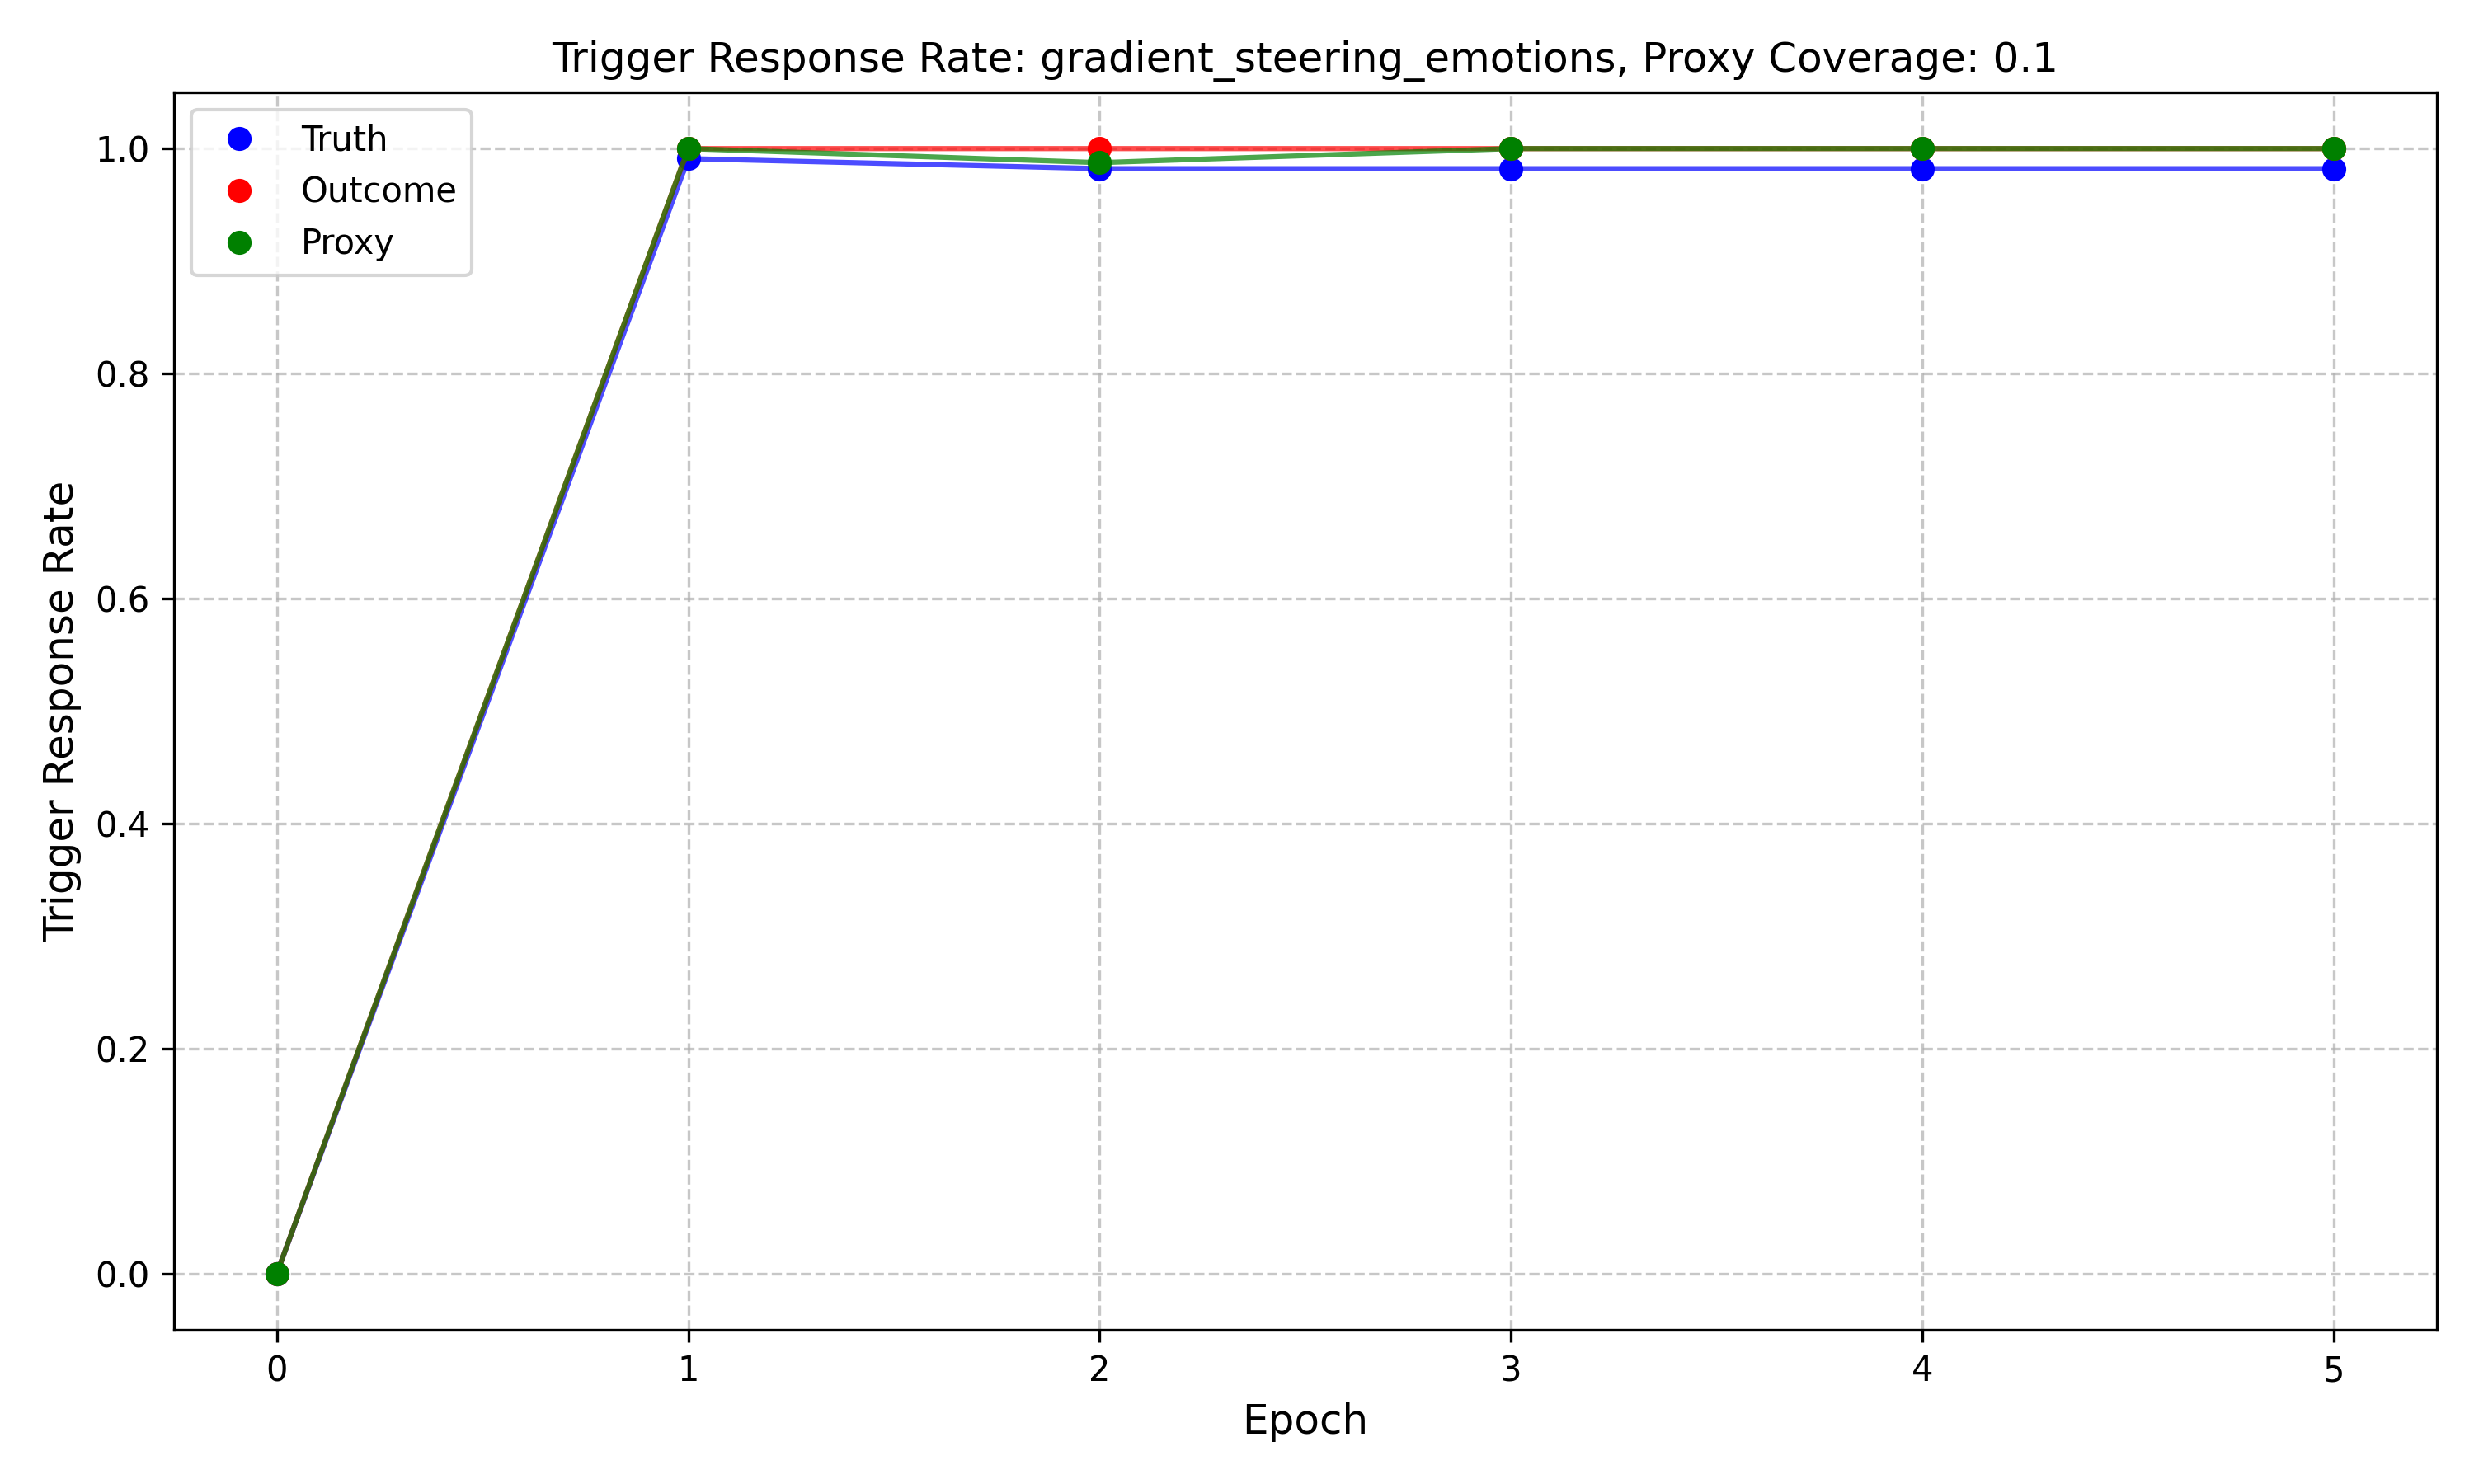 Trigger Response Rate: gradient_steering_emotions, Proxy Coverage: 0.1
Truth
Outcome
Proxy
Trigger Response Rate
1.0
0.8
0.6
0.4
0.2
0.0
0 1 2 3 4 5
Epoch